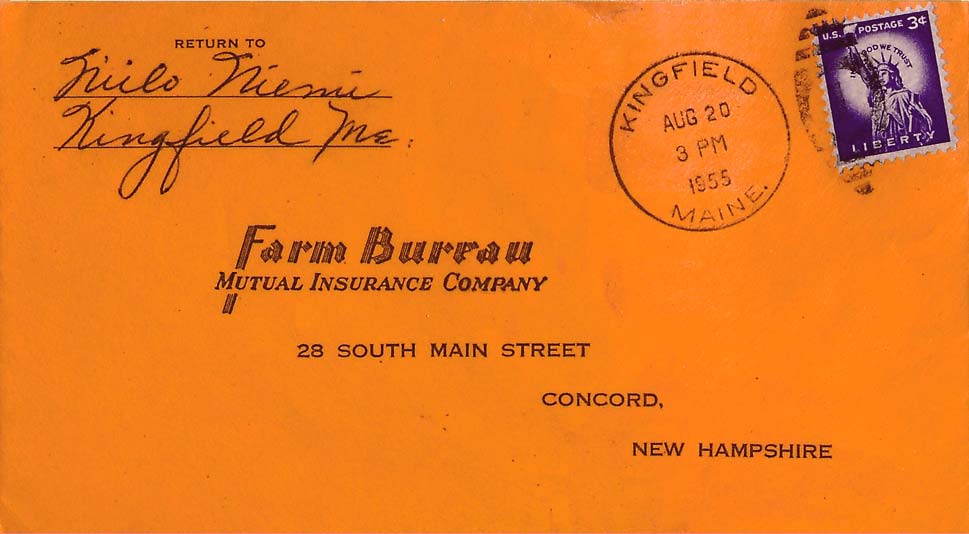 RETURN TO
Niilo Niemi
Kingfield Me.
KINGFIELD
AUG 20
3 PM
1955
MAINE.
U.S. POSTAGE 3¢
IN GOD WE TRUST
LIBERTY
Farm Bureau
MUTUAL INSURANCE COMPANY
28 SOUTH MAIN STREET
CONCORD,
NEW HAMPSHIRE